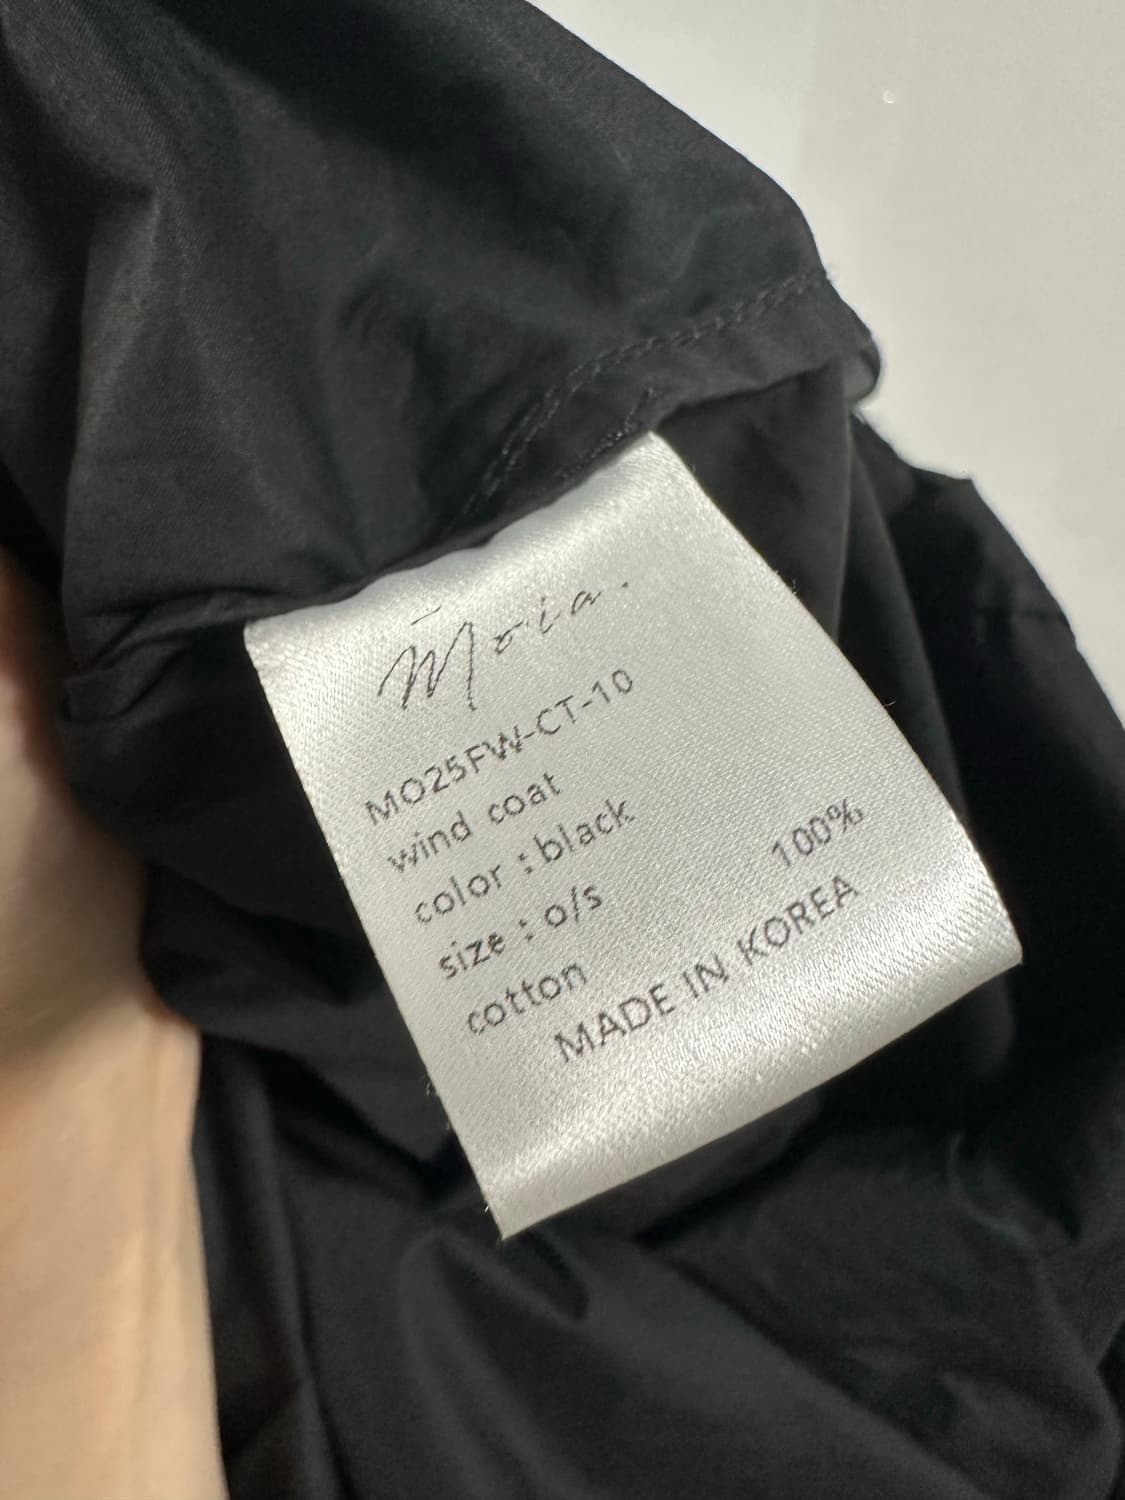 Moia.
MO25FW-CT-10
wind coat
color : black
size : o/s
cotton 100%
MADE IN KOREA